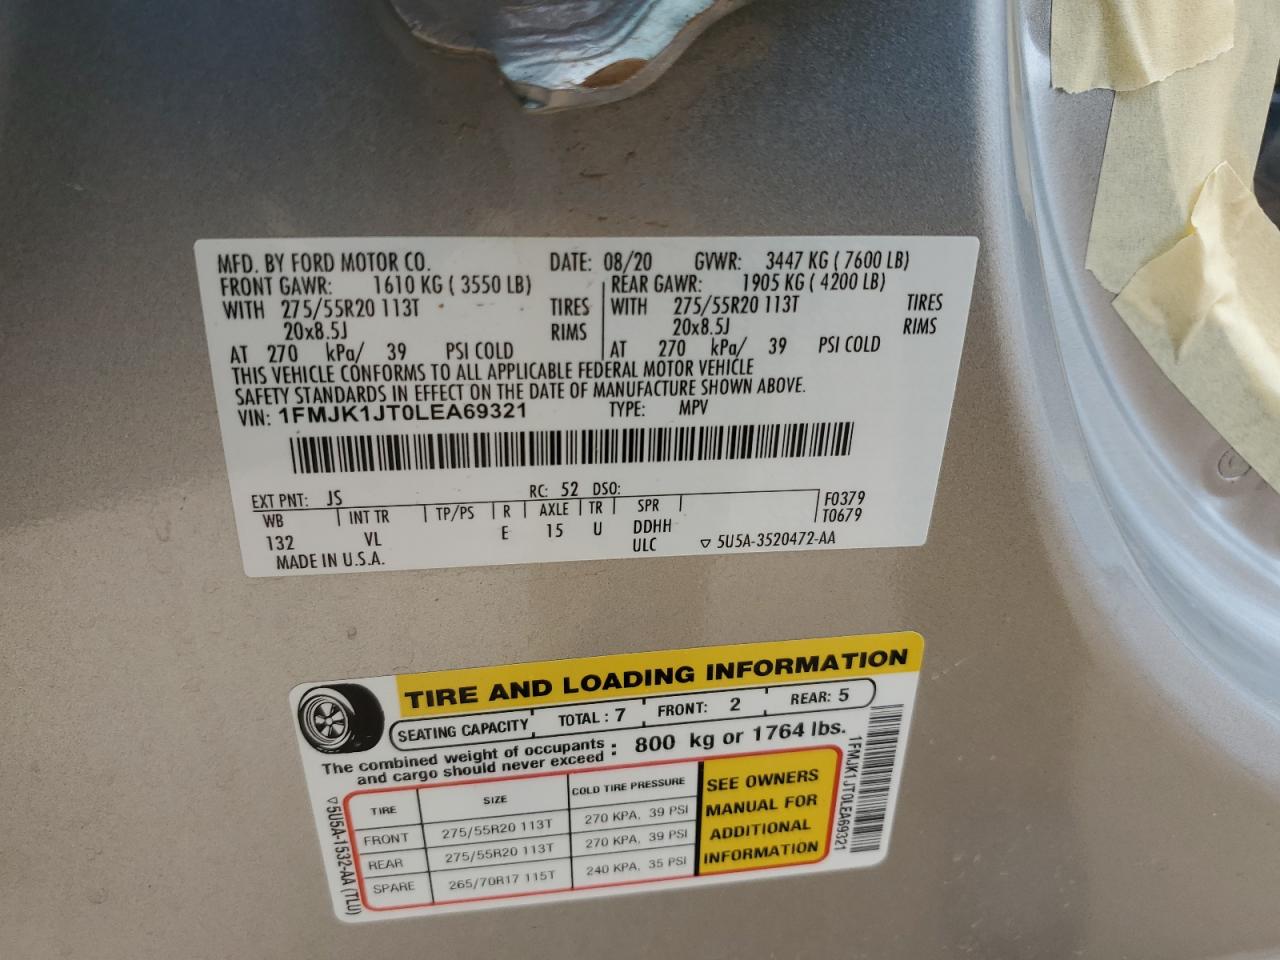 MFD. BY FORD MOTOR CO. DATE: 08/20 GVWR: 3447 KG ( 7600 LB)
FRONT GAWR: 1610 KG ( 3550 LB) REAR GAWR: 1905 KG ( 4200 LB)
WITH 275/55R20 113T TIRES WITH 275/55R20 113T TIRES
20x8.5J RIMS 20x8.5J RIMS
AT 270 kPa/ 39 PSI COLD AT 270 kPa/ 39 PSI COLD
THIS VEHICLE CONFORMS TO ALL APPLICABLE FEDERAL MOTOR VEHICLE
SAFETY STANDARDS IN EFFECT ON THE DATE OF MANUFACTURE SHOWN ABOVE.
VIN: 1FMJK1JT0LEA69321 TYPE: MPV
EXT PNT: JS RC: 52 DSO:
WB INT TR TP/PS R AXLE TR SPR F0379
132 VL E 15 U DDHH T0679
ULC ▽ 5U5A-3520472-AA
MADE IN U.S.A.
TIRE AND LOADING INFORMATION
SEATING CAPACITY TOTAL : 7 FRONT: 2 REAR: 5
The combined weight of occupants
and cargo should never exceed : 800 kg or 1764 lbs.
TIRE SIZE COLD TIRE PRESSURE
FRONT 275/55R20 113T 270 KPA, 39 PSI
REAR 275/55R20 113T 270 KPA, 39 PSI
SPARE 265/70R17 115T 240 KPA, 35 PSI
SEE OWNERS
MANUAL FOR
ADDITIONAL
INFORMATION
▽5U5A-1532-AA (TLU)
1FMJK1JT0LEA69321